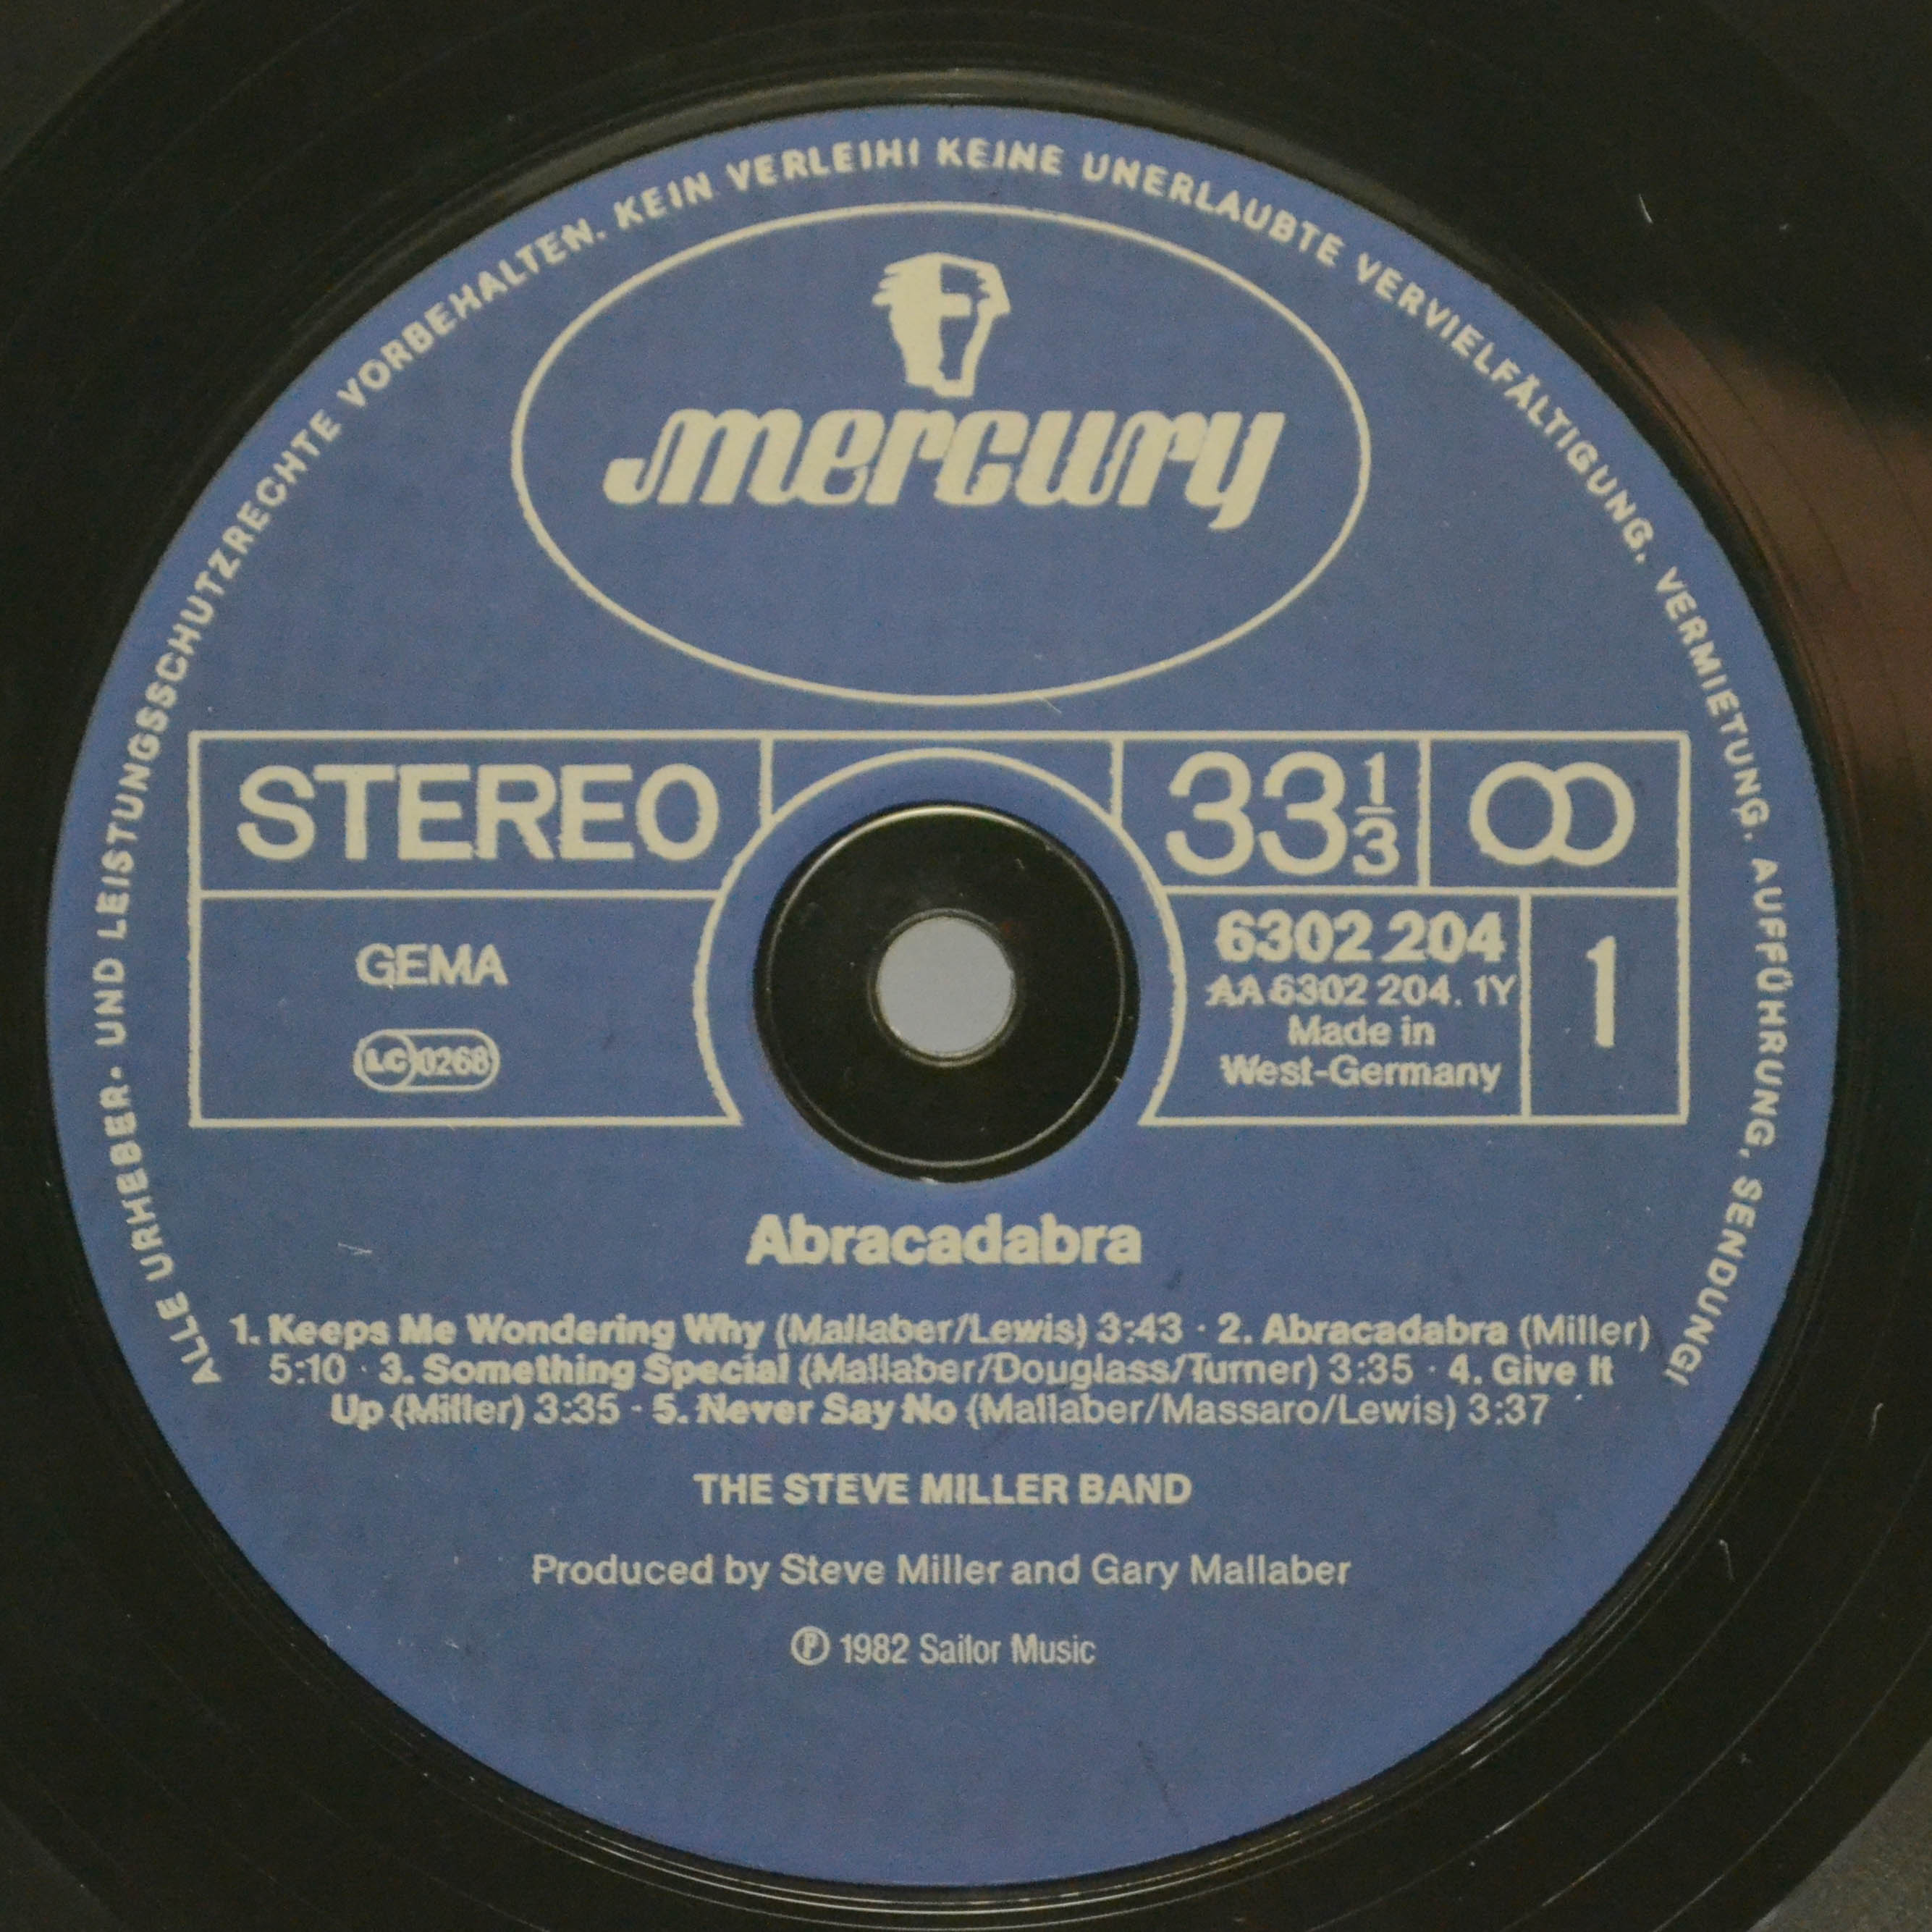 ALLE URHEBER- UND LEISTUNGSSCHUTZRECHTE VORBEHALTEN. KEIN VERLEIH! KEINE UNERLAUBTE VERVIELFÄLTIGUNG, VERMIETUNG, AUFFÜHRUNG, SENDUNG!
mercury
STEREO
33 1/3
GEMA
LC 0268
6302 204
AA 6302 204. 1Y
Made in
West-Germany
1
Abracadabra
1. Keeps Me Wondering Why (Mallaber/Lewis) 3:43 · 2. Abracadabra (Miller)
5:10 · 3. Something Special (Mallaber/Douglass/Turner) 3:35 · 4. Give It
Up (Miller) 3:35 · 5. Never Say No (Mallaber/Massaro/Lewis) 3:37
THE STEVE MILLER BAND
Produced by Steve Miller and Gary Mallaber
℗ 1982 Sailor Music